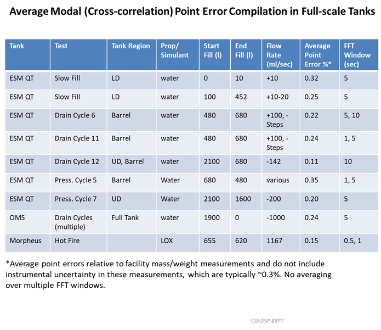 Average Modal (Cross-correlation) Point Error Compilation in Full-scale Tanks
Tank Test Tank Region Prop/ Simulant Start Fill (l) End Fill (l) Flow Rate (ml/sec) Average Point Error %* FFT Window (sec)
ESM QT Slow Fill LD water 0 10 +10 0.32 5
ESM QT Slow Fill LD water 100 452 +10-20 0.25 5
ESM QT Drain Cycle 6 Barrel water 480 680 +100, - Steps 0.22 5, 10
ESM QT Drain Cycle 11 Barrel water 480 680 +100, - Steps 0.24 1, 5
ESM QT Drain Cycle 12 UD, Barrel water 2100 680 -142 0.11 10
ESM QT Press. Cycle 5 Barrel Water 680 480 various 0.35 1, 5
ESM QT Press. Cycle 7 UD Water 2100 1600 -200 0.20 5
OMS Drain Cycles (multiple) Full Tank water 1900 0 -1000 0.24 5
Morpheus Hot Fire LOX 655 620 1167 0.15 0.5, 1
*Average point errors relative to facility mass/weight measurements and do not include
instrumental uncertainty in these measurements, which are typically ~0.3%. No averaging
over multiple FFT windows.